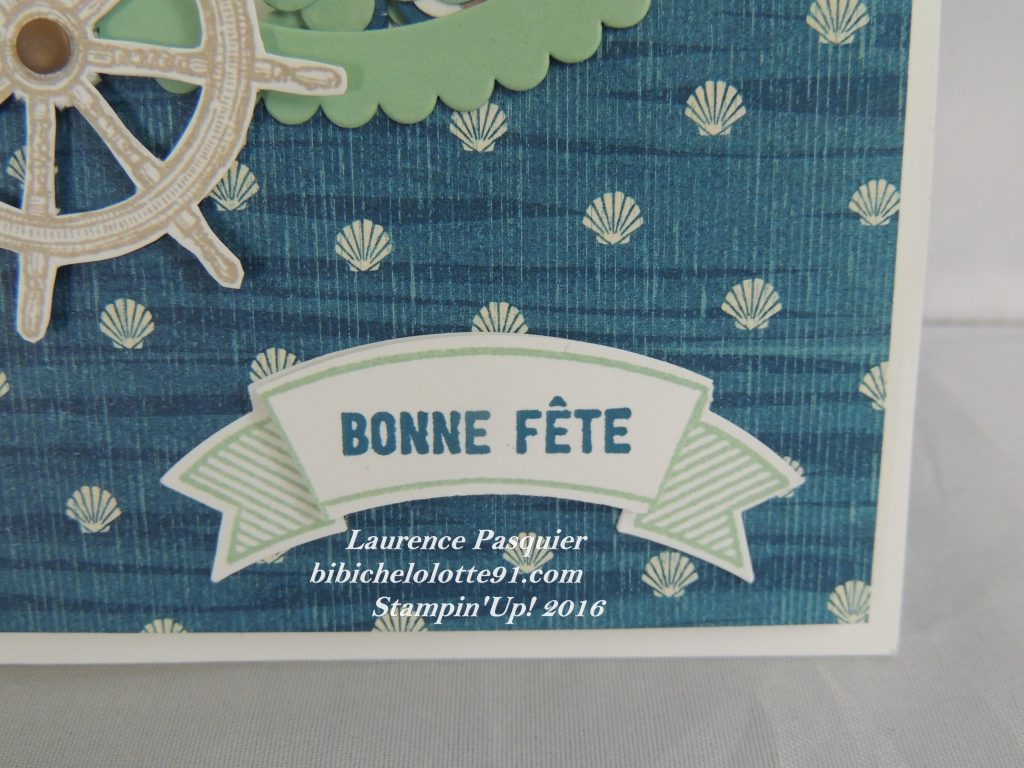 BONNE FÊTE
Laurence Pasquier
bibichelolotte91.com
Stampin'Up! 2016